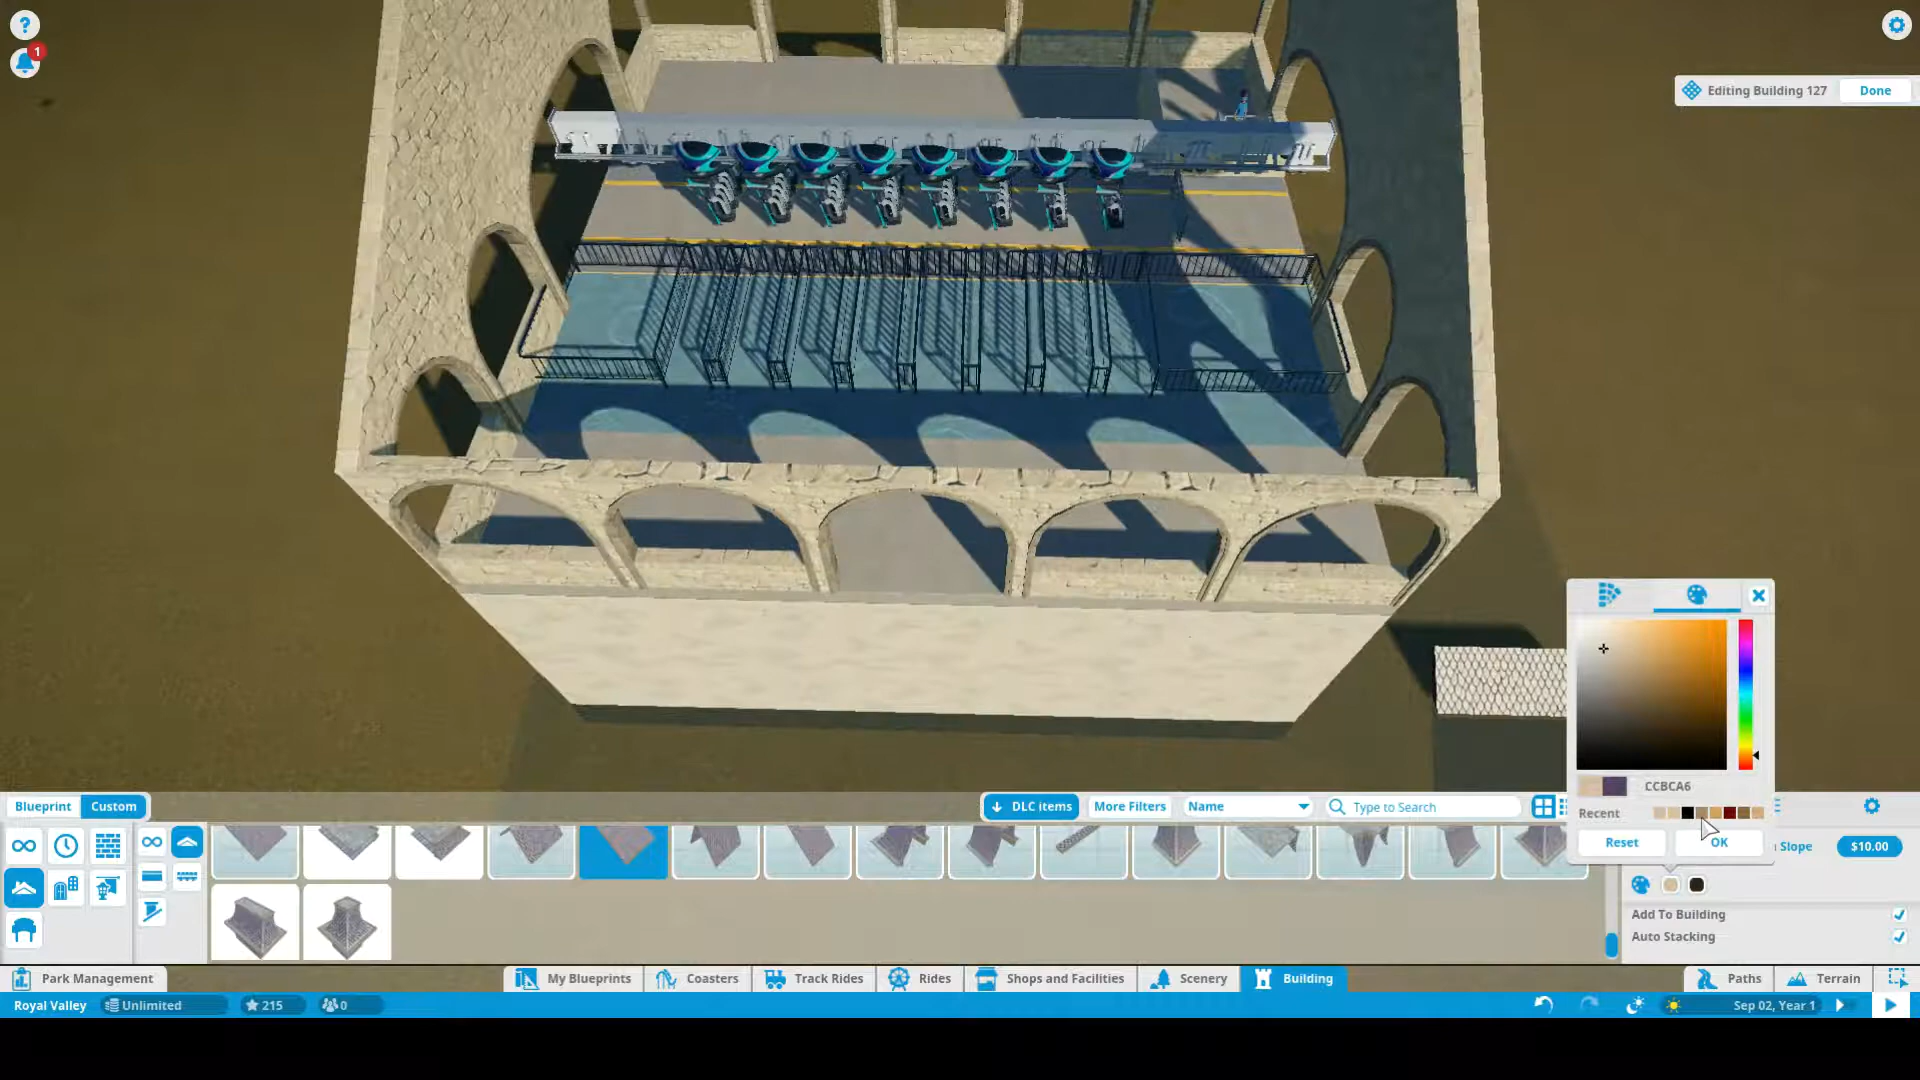 ?
1
Editing Building 127
Done
CCBCA6
Recent
Reset
OK
Blueprint
Custom
DLC items
More Filters
Name
Type to Search
Slope
$10.00
Add To Building
Auto Stacking
Park Management
My Blueprints
Coasters
Track Rides
Rides
Shops and Facilities
Scenery
Building
Paths
Terrain
Royal Valley
Unlimited
215
0
Sep 02, Year 1